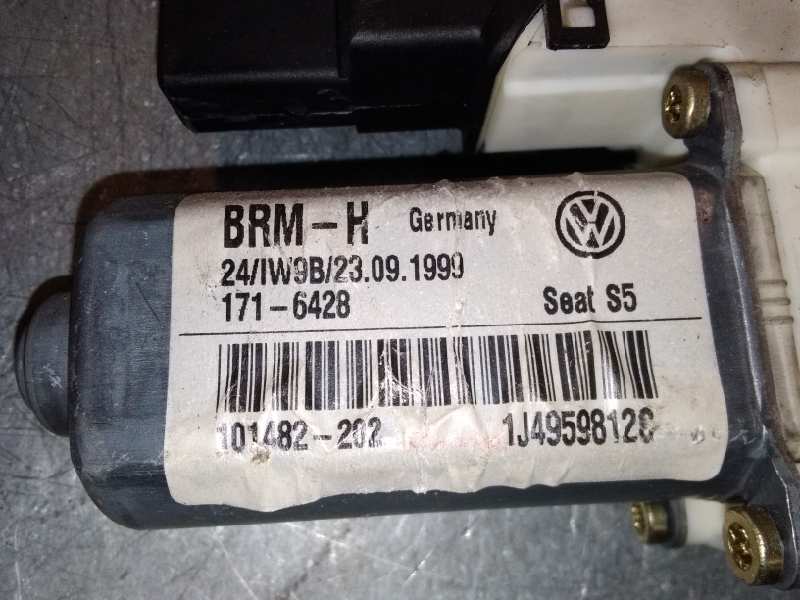 BRM-H Germany
24/IW9B/23.09.1999
171-6428 Seat S5
101482-202 1J4959812C